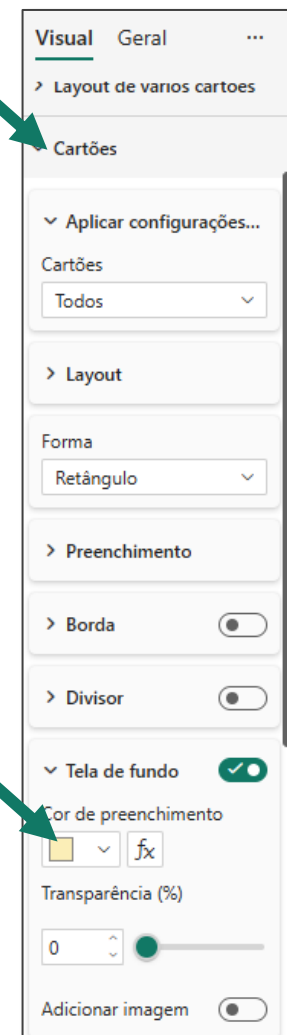 Visual Geral ...
Layout de vários cartões
Cartões
Aplicar configurações...
Cartões
Todos
Layout
Forma
Retângulo
Preenchimento
Borda
Divisor
Tela de fundo
Cor de preenchimento
fx
Transparência (%)
0
Adicionar imagem